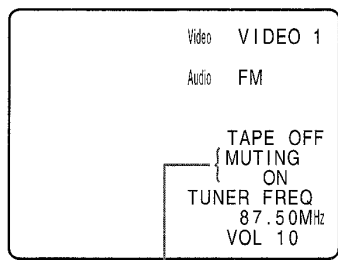 Video VIDEO 1
Audio FM
TAPE OFF
MUTING
ON
TUNER FREQ
87.50MHz
VOL 10